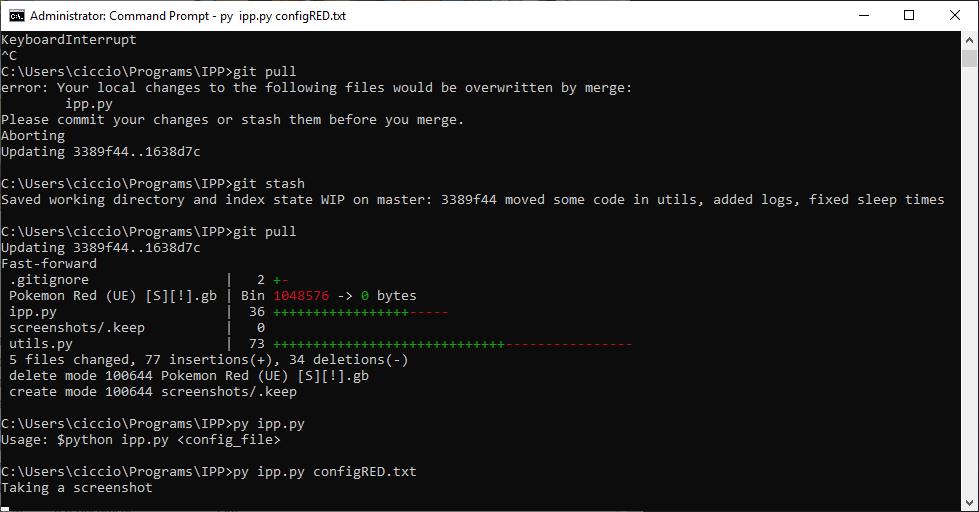 Administrator: Command Prompt - py  ipp.py configRED.txt
KeyboardInterrupt
^C
C:\Users\ciccio\Programs\IPP>git pull
error: Your local changes to the following files would be overwritten by merge:
        ipp.py
Please commit your changes or stash them before you merge.
Aborting
Updating 3389f44..1638d7c
C:\Users\ciccio\Programs\IPP>git stash
Saved working directory and index state WIP on master: 3389f44 moved some code in utils, added logs, fixed sleep times
C:\Users\ciccio\Programs\IPP>git pull
Updating 3389f44..1638d7c
Fast-forward
 .gitignore                 |   2 +-
 Pokemon Red (UE) [S][!].gb | Bin 1048576 -> 0 bytes
 ipp.py                     |  36 +++++++++++++++++-----
 screenshots/.keep          |   0
 utils.py                   |  73 +++++++++++++++++++++++++++++----------------
 5 files changed, 77 insertions(+), 34 deletions(-)
 delete mode 100644 Pokemon Red (UE) [S][!].gb
 create mode 100644 screenshots/.keep
C:\Users\ciccio\Programs\IPP>py ipp.py
Usage: $python ipp.py <config_file>
C:\Users\ciccio\Programs\IPP>py ipp.py configRED.txt
Taking a screenshot